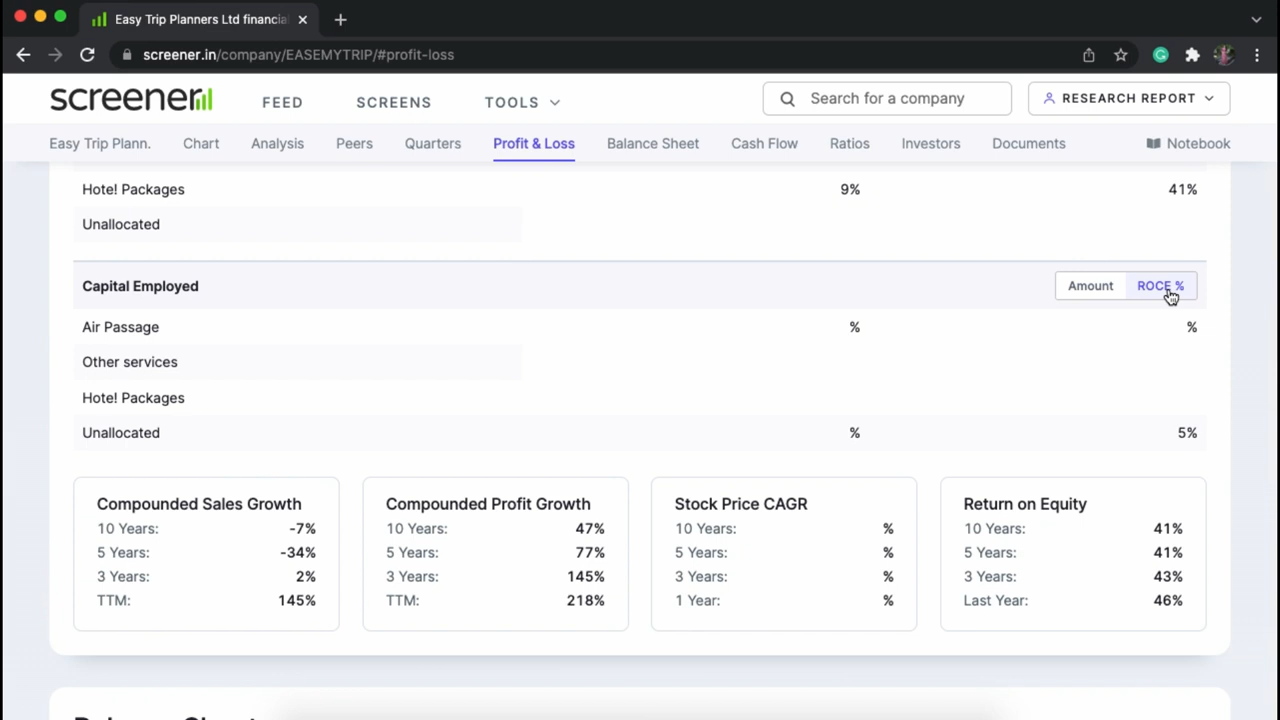 Easy Trip Planners Ltd financia
screener.in/company/EASEMYTRIP/#profit-loss
screener FEED SCREENS TOOLS Search for a company RESEARCH REPORT
Easy Trip Plann. Chart Analysis Peers Quarters Profit & Loss Balance Sheet Cash Flow Ratios Investors Documents Notebook
Hote! Packages 9% 41%
Unallocated
Capital Employed Amount ROCE %
Air Passage % %
Other services
Hote! Packages
Unallocated % 5%
Compounded Sales Growth
10 Years: -7%
5 Years: -34%
3 Years: 2%
TTM: 145%
Compounded Profit Growth
10 Years: 47%
5 Years: 77%
3 Years: 145%
TTM: 218%
Stock Price CAGR
10 Years: %
5 Years: %
3 Years: %
1 Year: %
Return on Equity
10 Years: 41%
5 Years: 41%
3 Years: 43%
Last Year: 46%